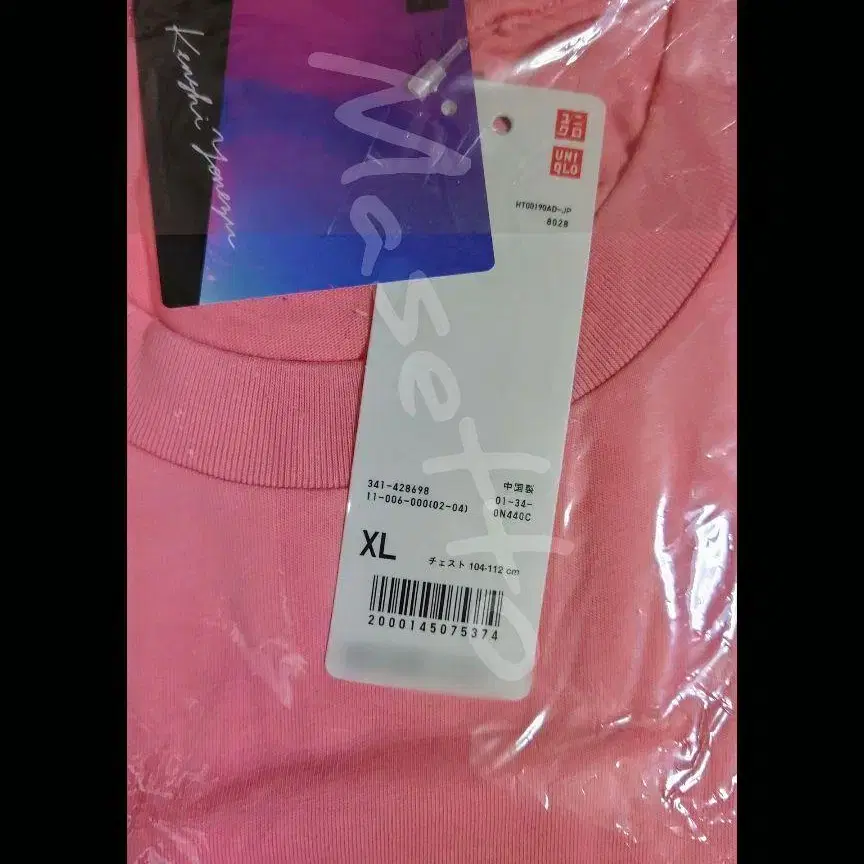 Kenshi Yonezu
ユニ
クロ
UNI
QLO
HT00190AD-JP
8028
341-428698
中国製
11-006-000(02-04)
01-34-
0N440C
XL
チェスト 104-112 cm
2000145075374
Masetto